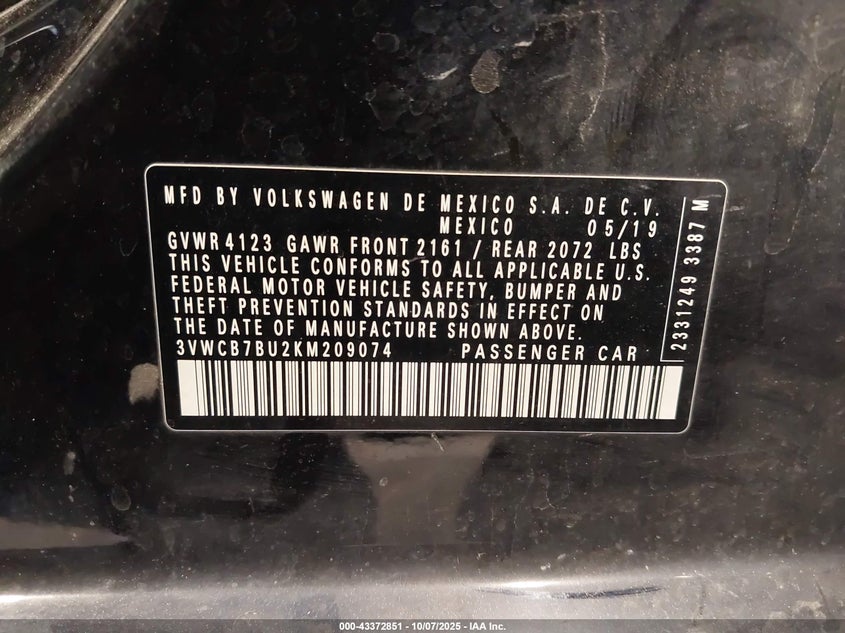 MFD BY VOLKSWAGEN DE MEXICO S.A. DE C.V.
MEXICO 05/19
GVWR 4123 GAWR FRONT 2161 / REAR 2072 LBS
THIS VEHICLE CONFORMS TO ALL APPLICABLE U.S.
FEDERAL MOTOR VEHICLE SAFETY, BUMPER AND
THEFT PREVENTION STANDARDS IN EFFECT ON
THE DATE OF MANUFACTURE SHOWN ABOVE.
3VWCB7BU2KM209074 PASSENGER CAR
2331249 3387 M
000-43372851 | 10/07/2025 | © IAA Inc.